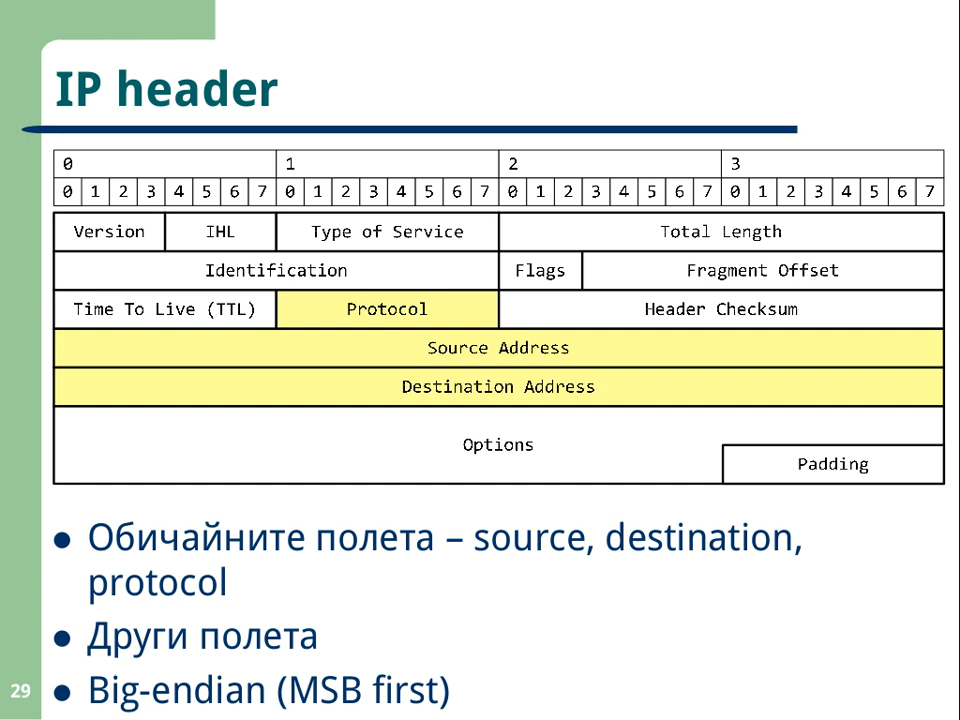 IP header
0 1 2 3
0 1 2 3 4 5 6 7 0 1 2 3 4 5 6 7 0 1 2 3 4 5 6 7 0 1 2 3 4 5 6 7
Version IHL Type of Service Total Length
Identification Flags Fragment Offset
Time To Live (TTL) Protocol Header Checksum
Source Address
Destination Address
Options
Padding
● Обичайните полета – source, destination,
protocol
● Други полета
● Big-endian (MSB first)
29